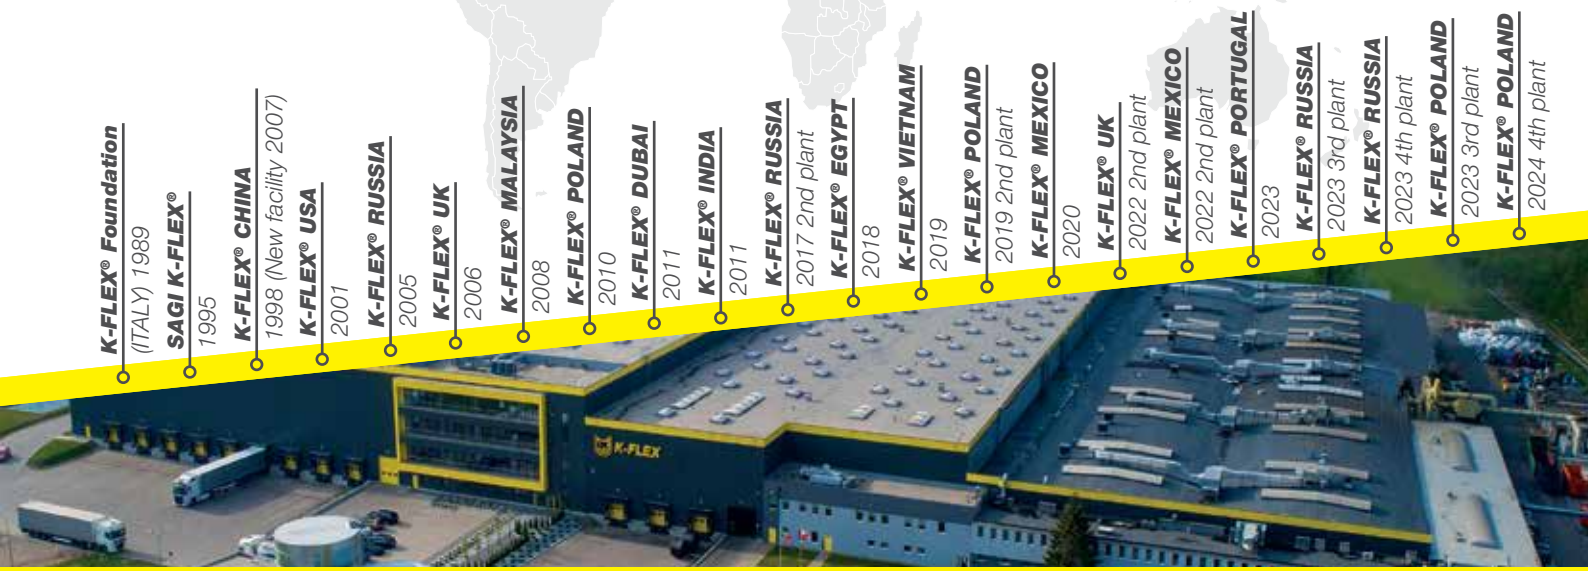 K-FLEX® Foundation
(ITALY) 1989
SAGI K-FLEX®
1995
K-FLEX® CHINA
1998 (New facility 2007)
K-FLEX® USA
2001
K-FLEX® RUSSIA
2005
K-FLEX® UK
2006
K-FLEX® MALAYSIA
2008
K-FLEX® POLAND
2010
K-FLEX® DUBAI
2011
K-FLEX® INDIA
2011
K-FLEX® RUSSIA
2017 2nd plant
K-FLEX® EGYPT
2018
K-FLEX® VIETNAM
2019
K-FLEX® POLAND
2019 2nd plant
K-FLEX® MEXICO
2020
K-FLEX® UK
2022 2nd plant
K-FLEX® MEXICO
2022 2nd plant
K-FLEX® PORTUGAL
2023
K-FLEX® RUSSIA
2023 3rd plant
K-FLEX® RUSSIA
2023 4th plant
K-FLEX® POLAND
2023 3rd plant
K-FLEX® POLAND
2024 4th plant
K-FLEX